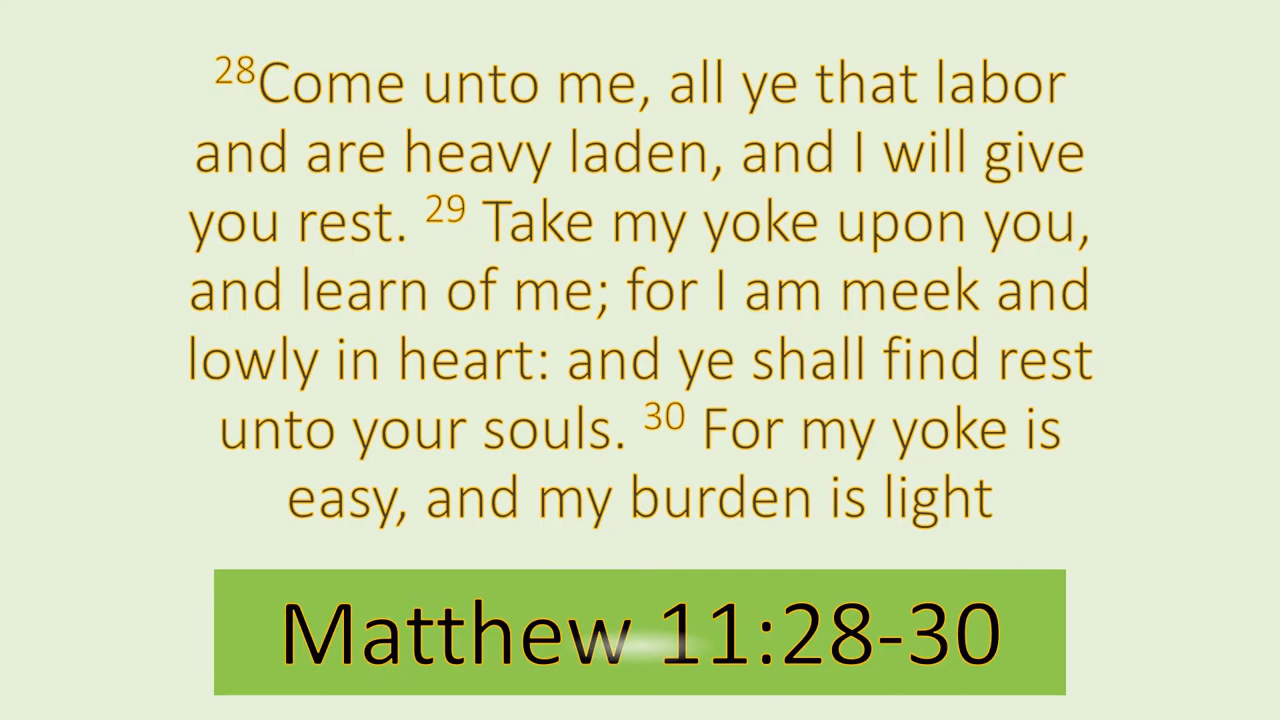 28Come unto me, all ye that labor
and are heavy laden, and I will give
you rest. 29 Take my yoke upon you,
and learn of me; for I am meek and
lowly in heart: and ye shall find rest
unto your souls. 30 For my yoke is
easy, and my burden is light
Matthew 11:28-30